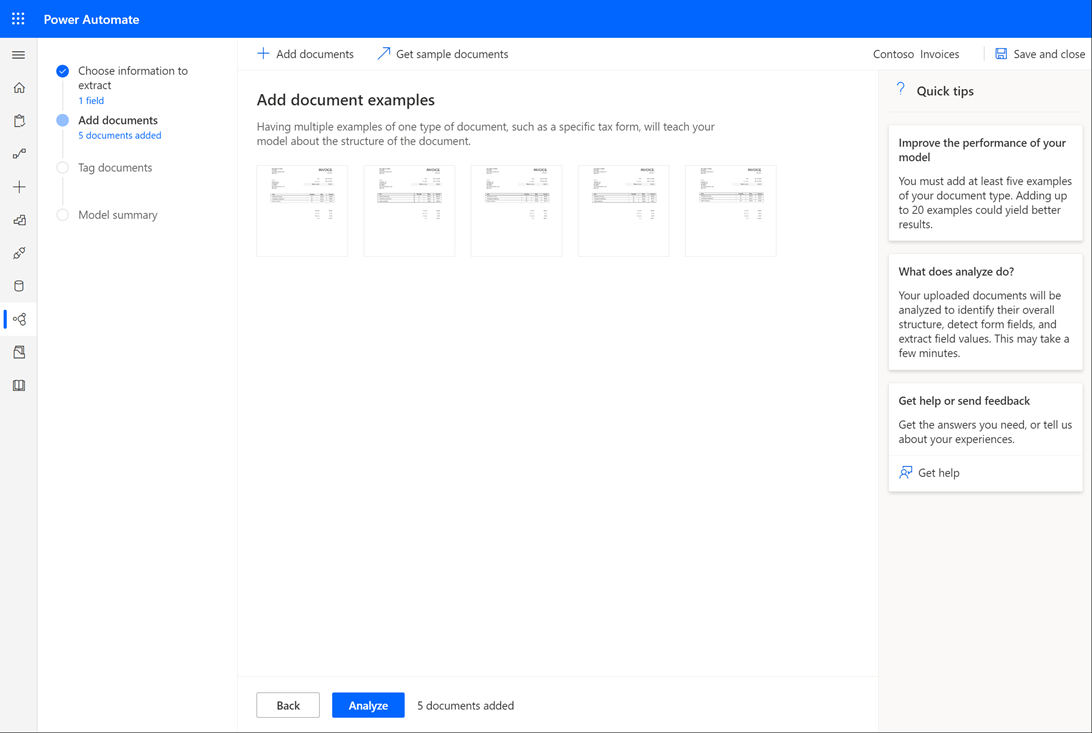 Power Automate
Choose information to
extract
1 field
Add documents
5 documents added
Tag documents
Model summary
Add documents
Get sample documents
Contoso Invoices
Save and close
Add document examples
Having multiple examples of one type of document, such as a specific tax form, will teach your
model about the structure of the document.
INVOICE
INVOICE
INVOICE
INVOICE
INVOICE
Back
Analyze
5 documents added
? Quick tips
Improve the performance of your
model
You must add at least five examples
of your document type. Adding up
to 20 examples could yield better
results.
What does analyze do?
Your uploaded documents will be
analyzed to identify their overall
structure, detect form fields, and
extract field values. This may take a
few minutes.
Get help or send feedback
Get the answers you need, or tell us
about your experiences.
Get help